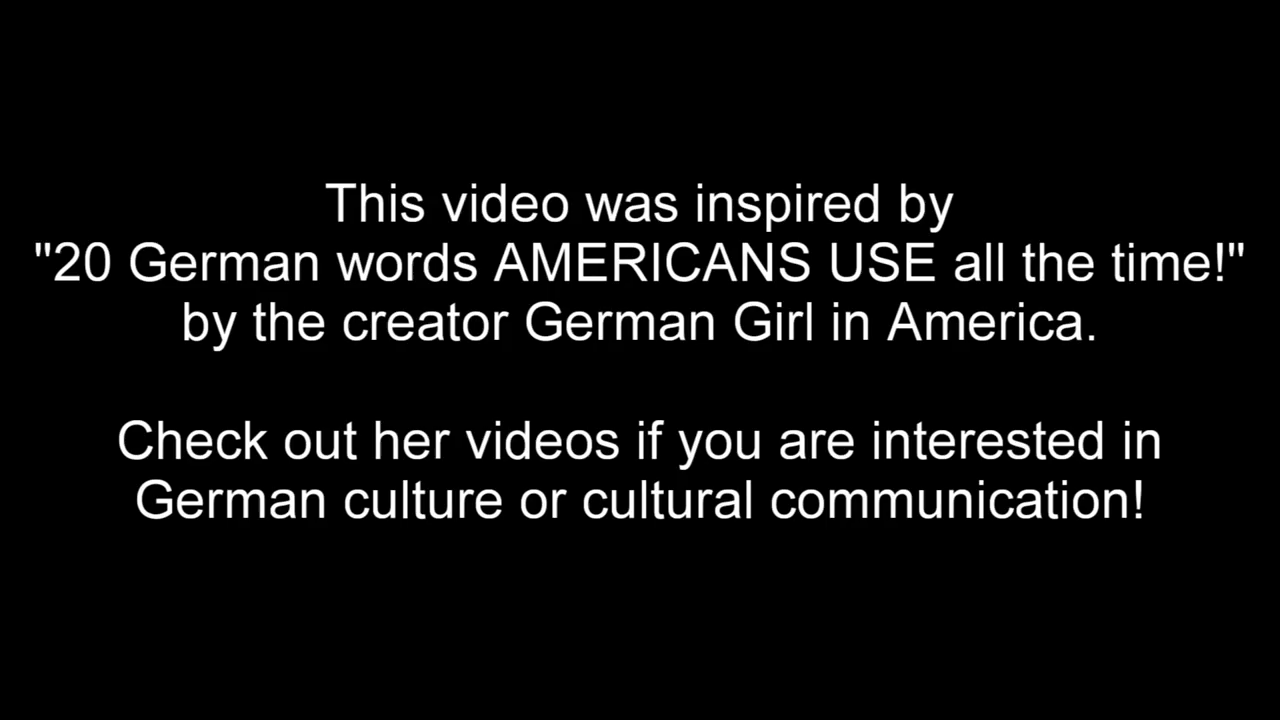 This video was inspired by
"20 German words AMERICANS USE all the time!"
by the creator German Girl in America.
Check out her videos if you are interested in
German culture or cultural communication!